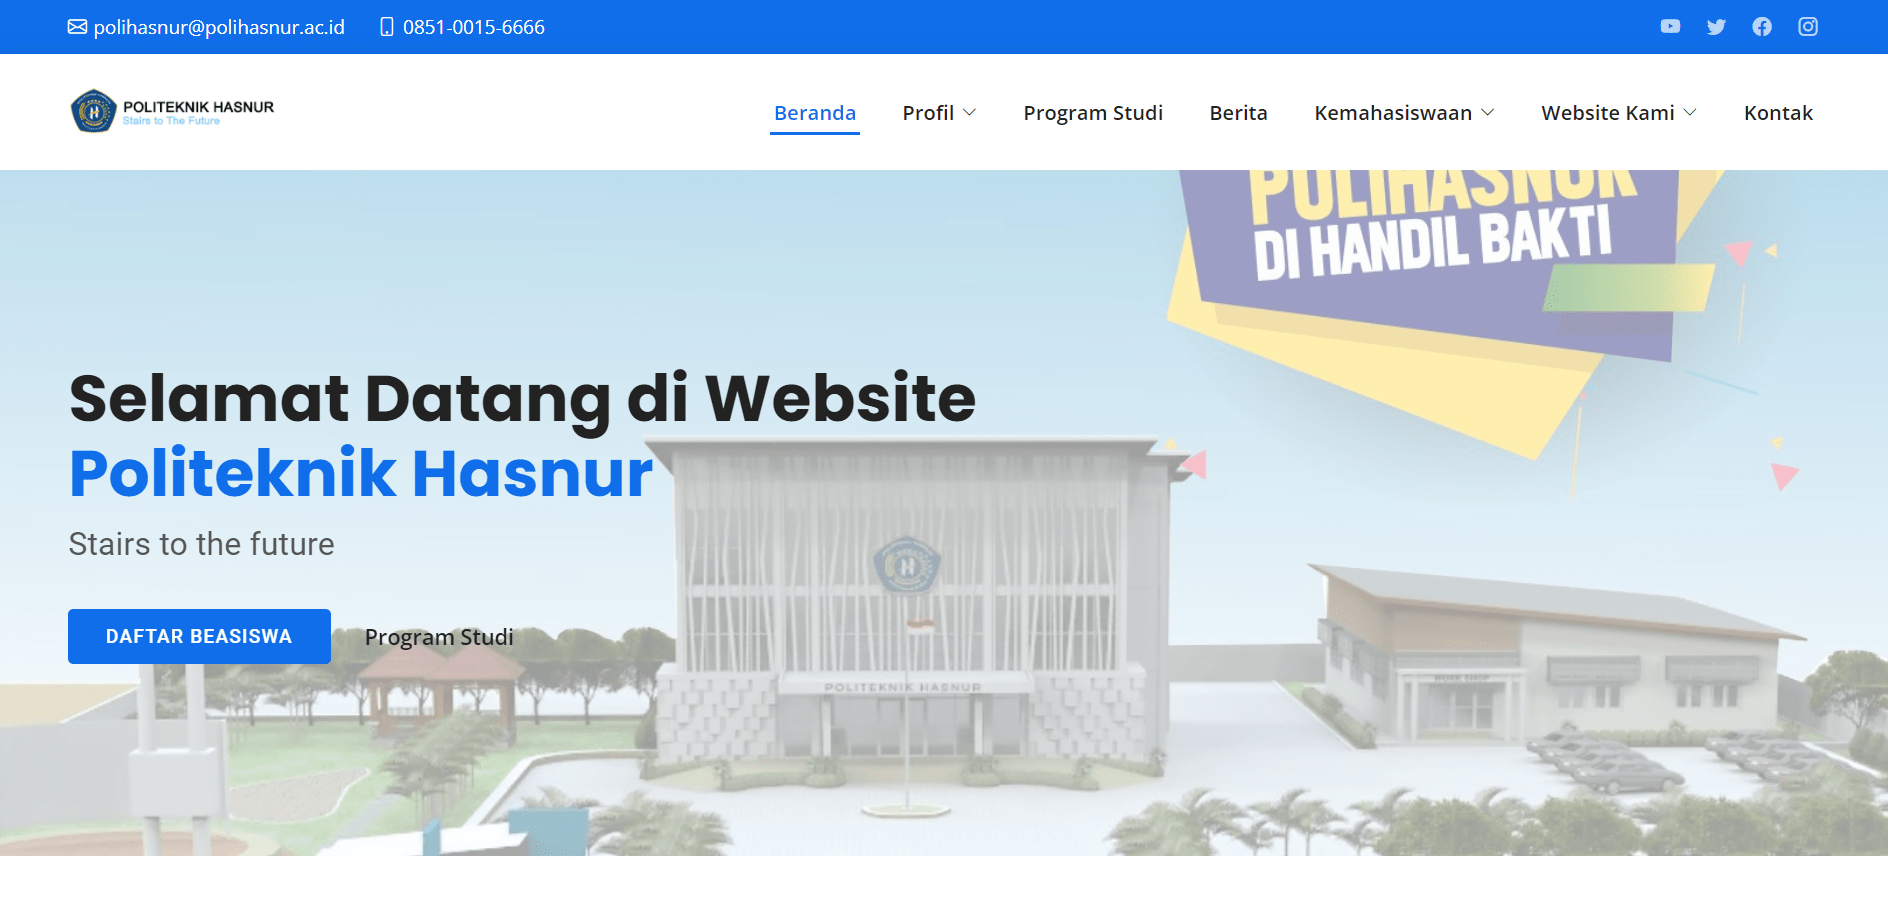 polihasnur@polihasnur.ac.id 0851-0015-6666
POLITEKNIK HASNUR
Stairs to The Future
Beranda Profil Program Studi Berita Kemahasiswaan Website Kami Kontak
POLIHASNUR
DI HANDIL BAKTI
Selamat Datang di Website
Politeknik Hasnur
Stairs to the future
DAFTAR BEASISWA Program Studi
POLITEKNIK HASNUR
WORK SHOP